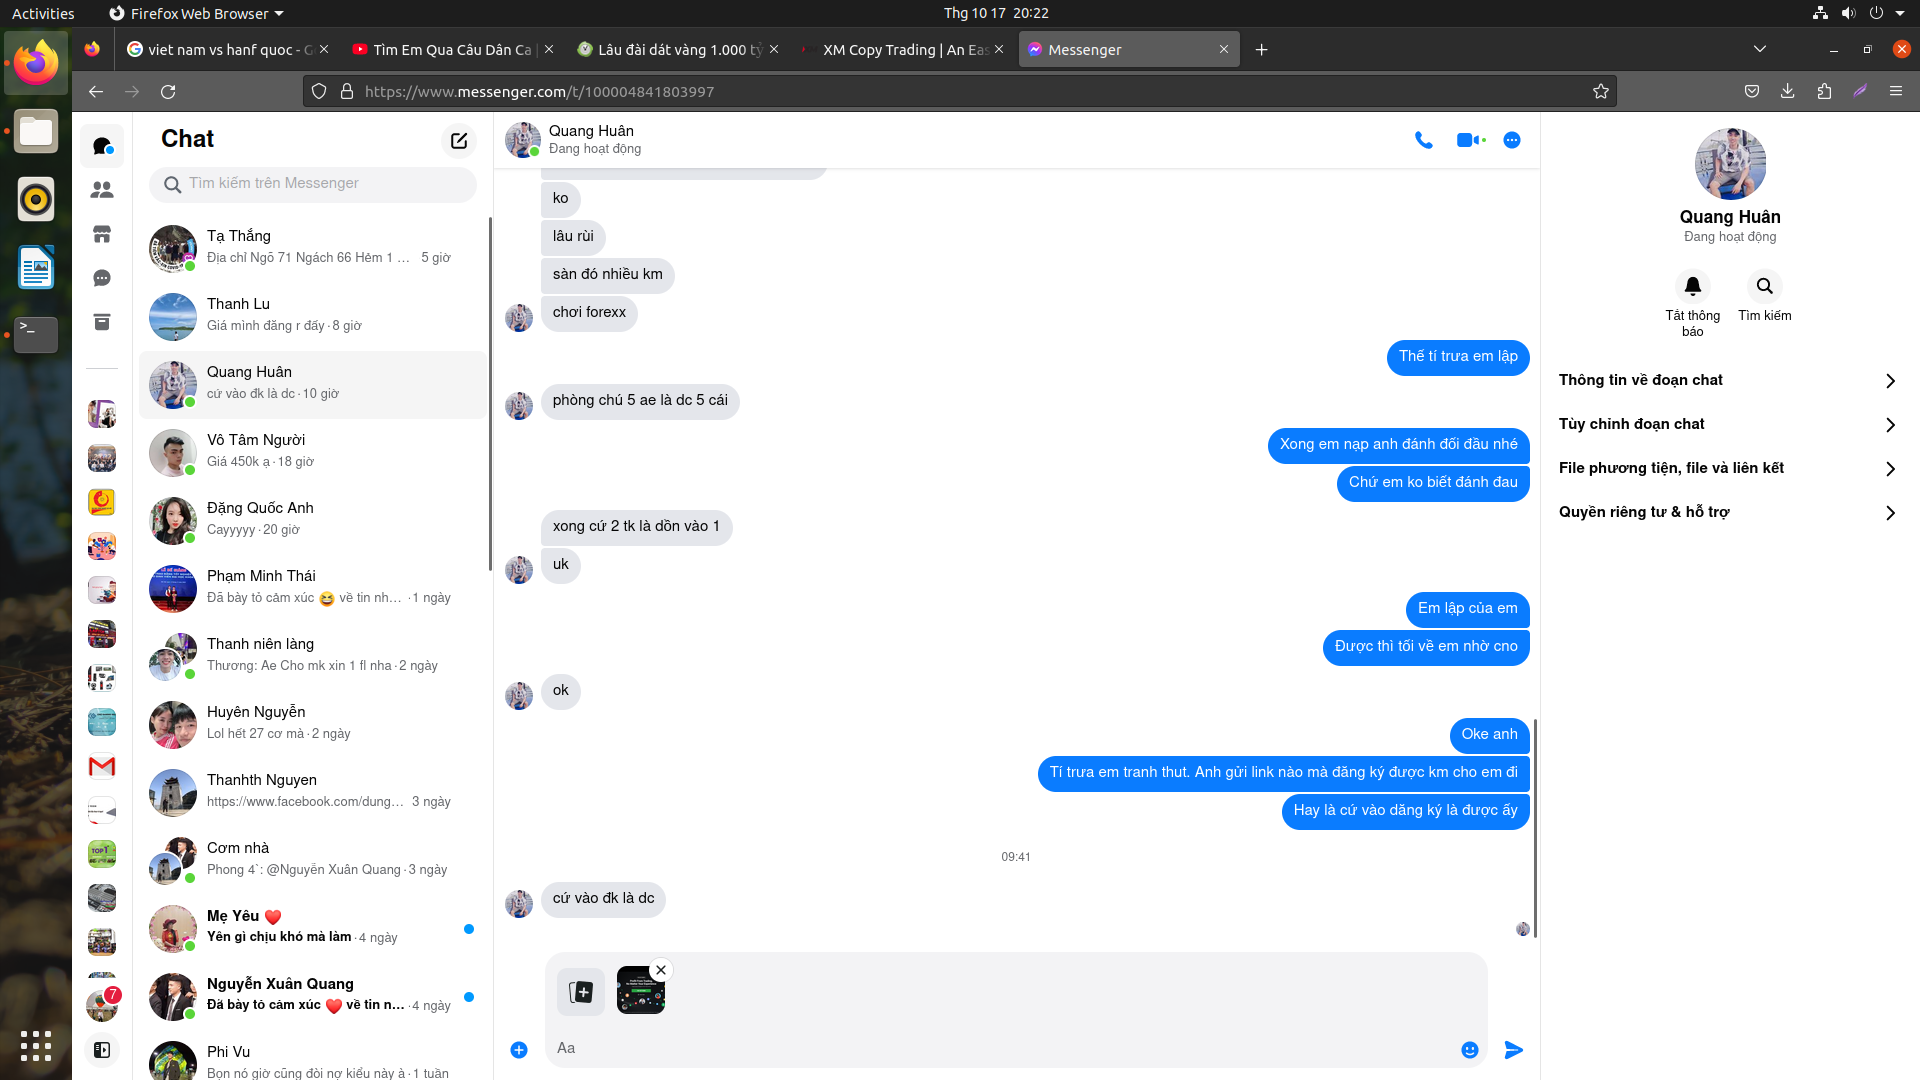 Activities
Firefox Web Browser
Thg 10 17 20:22
viet nam vs hanf quoc - G
Tìm Em Qua Câu Dân Ca |
Lâu đài dát vàng 1.000 tỷ
XM Copy Trading | An Eas
Messenger
https://www.messenger.com/t/100004841803997
Chat
Tìm kiếm trên Messenger
Tạ Thắng
Địa chỉ Ngõ 71 Ngách 66 Hẻm 1 … 5 giờ
Thanh Lu
Giá mình đăng r đấy · 8 giờ
Quang Huân
cứ vào đk là dc · 10 giờ
Vô Tâm Người
Giá 450k ạ · 18 giờ
Đặng Quốc Anh
Cayyyyy · 20 giờ
Phạm Minh Thái
Đã bày tỏ cảm xúc 😆 về tin nh… · 1 ngày
Thanh niên làng
Thương: Ae Cho mk xin 1 fl nha · 2 ngày
Huyên Nguyễn
Lol hết 27 cơ mà · 2 ngày
Thanhth Nguyen
https://www.facebook.com/dung… 3 ngày
Cơm nhà
Phong 4`: @Nguyễn Xuân Quang · 3 ngày
Mẹ Yêu ❤️
Yên gì chịu khó mà làm · 4 ngày
Nguyễn Xuân Quang
Đã bày tỏ cảm xúc ❤️ về tin n… · 4 ngày
Phi Vu
Bọn nó giờ cũng đòi nợ kiểu này à · 1 tuần
7
Quang Huân
Đang hoạt động
ko
lâu rùi
sàn đó nhiều km
chơi forexx
Thế tí trưa em lập
phòng chú 5 ae là dc 5 cái
Xong em nạp anh đánh đối đầu nhé
Chứ em ko biết đánh đau
xong cứ 2 tk là dồn vào 1
uk
Em lập của em
Được thì tối về em nhờ cno
ok
Oke anh
Tí trưa em tranh thut. Anh gửi link nào mà đăng ký được km cho em đi
Hay là cứ vào dăng ký là được ấy
09:41
cứ vào đk là dc
Aa
Quang Huân
Đang hoạt động
Tắt thông báo
Tìm kiếm
Thông tin về đoạn chat
Tùy chỉnh đoạn chat
File phương tiện, file và liên kết
Quyền riêng tư & hỗ trợ